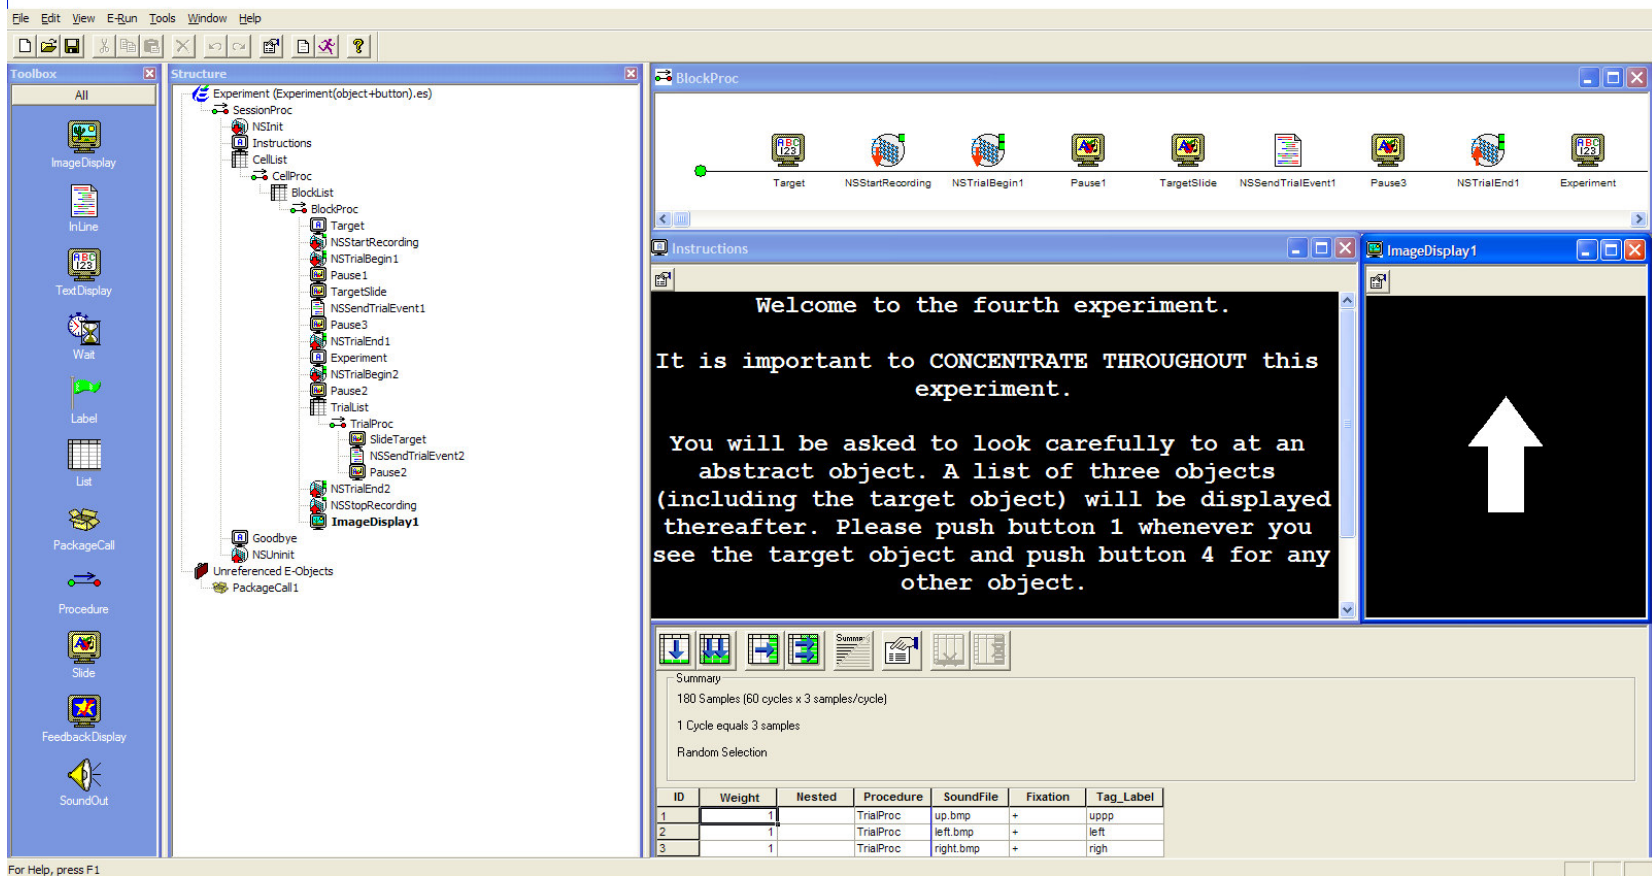 File Edit View E-Run Tools Window Help
Toolbox
All
ImageDisplay
InLine
TextDisplay
Wait
Label
List
PackageCall
Procedure
Slide
FeedbackDisplay
SoundOut
Structure
Experiment (Experiment(object+button).es)
SessionProc
NSInit
Instructions
CellList
CellProc
BlockList
BlockProc
Target
NSStartRecording
NSTrialBegin1
Pause1
TargetSlide
NSSendTrialEvent1
Pause3
NSTrialEnd1
Experiment
NSTrialBegin2
Pause2
TrialList
TrialProc
SlideTarget
NSSendTrialEvent2
Pause2
NSTrialEnd2
NSStopRecording
ImageDisplay1
Goodbye
NSUninit
Unreferenced E-Objects
PackageCall1
BlockProc
Target NSStartRecording NSTrialBegin1 Pause1 TargetSlide NSSendTrialEvent1 Pause3 NSTrialEnd1 Experiment
Instructions
Welcome to the fourth experiment.
It is important to CONCENTRATE THROUGHOUT this
experiment.
You will be asked to look carefully to at an
abstract object. A list of three objects
(including the target object) will be displayed
thereafter. Please push button 1 whenever you
see the target object and push button 4 for any
other object.
ImageDisplay1
Summary
180 Samples (60 cycles x 3 samples/cycle)
1 Cycle equals 3 samples
Random Selection
ID Weight Nested Procedure SoundFile Fixation Tag_Label
1 1 TrialProc up.bmp + uppp
2 1 TrialProc left.bmp + left
3 1 TrialProc right.bmp + righ
For Help, press F1